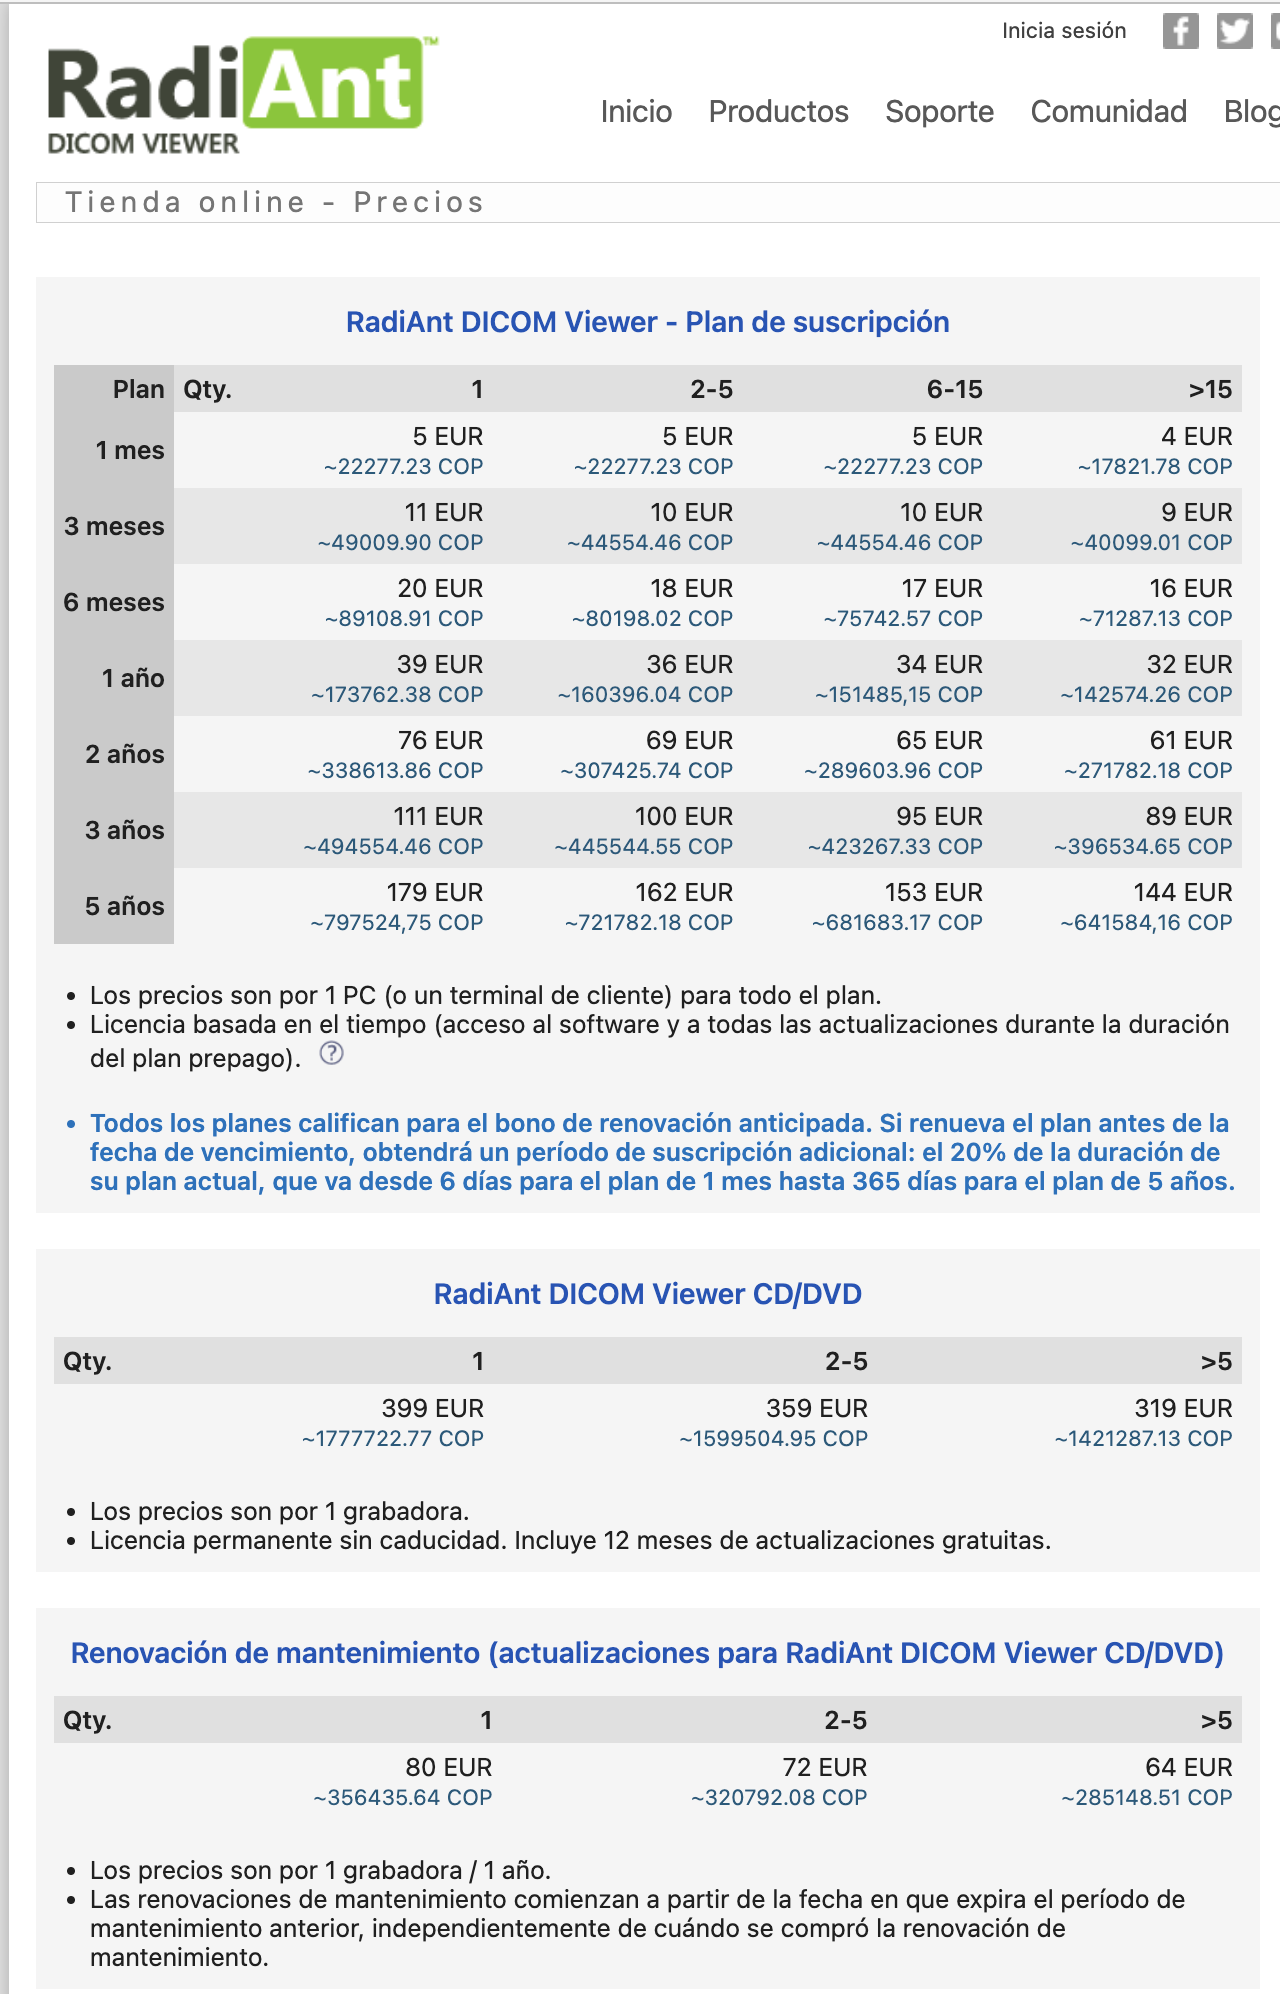 Inicia sesión
RadiAnt™
DICOM VIEWER
Inicio Productos Soporte Comunidad Blog
Tienda online - Precios
RadiAnt DICOM Viewer - Plan de suscripción
Plan Qty. 1 2-5 6-15 >15
1 mes 5 EUR 5 EUR 5 EUR 4 EUR
~22277.23 COP ~22277.23 COP ~22277.23 COP ~17821.78 COP
3 meses 11 EUR 10 EUR 10 EUR 9 EUR
~49009.90 COP ~44554.46 COP ~44554.46 COP ~40099.01 COP
6 meses 20 EUR 18 EUR 17 EUR 16 EUR
~89108.91 COP ~80198.02 COP ~75742.57 COP ~71287.13 COP
1 año 39 EUR 36 EUR 34 EUR 32 EUR
~173762.38 COP ~160396.04 COP ~151485,15 COP ~142574.26 COP
2 años 76 EUR 69 EUR 65 EUR 61 EUR
~338613.86 COP ~307425.74 COP ~289603.96 COP ~271782.18 COP
3 años 111 EUR 100 EUR 95 EUR 89 EUR
~494554.46 COP ~445544.55 COP ~423267.33 COP ~396534.65 COP
5 años 179 EUR 162 EUR 153 EUR 144 EUR
~797524,75 COP ~721782.18 COP ~681683.17 COP ~641584,16 COP
• Los precios son por 1 PC (o un terminal de cliente) para todo el plan.
• Licencia basada en el tiempo (acceso al software y a todas las actualizaciones durante la duración
del plan prepago). ?
• Todos los planes califican para el bono de renovación anticipada. Si renueva el plan antes de la
fecha de vencimiento, obtendrá un período de suscripción adicional: el 20% de la duración de
su plan actual, que va desde 6 días para el plan de 1 mes hasta 365 días para el plan de 5 años.
RadiAnt DICOM Viewer CD/DVD
Qty. 1 2-5 >5
399 EUR 359 EUR 319 EUR
~1777722.77 COP ~1599504.95 COP ~1421287.13 COP
• Los precios son por 1 grabadora.
• Licencia permanente sin caducidad. Incluye 12 meses de actualizaciones gratuitas.
Renovación de mantenimiento (actualizaciones para RadiAnt DICOM Viewer CD/DVD)
Qty. 1 2-5 >5
80 EUR 72 EUR 64 EUR
~356435.64 COP ~320792.08 COP ~285148.51 COP
• Los precios son por 1 grabadora / 1 año.
• Las renovaciones de mantenimiento comienzan a partir de la fecha en que expira el período de
mantenimiento anterior, independientemente de cuándo se compró la renovación de
mantenimiento.